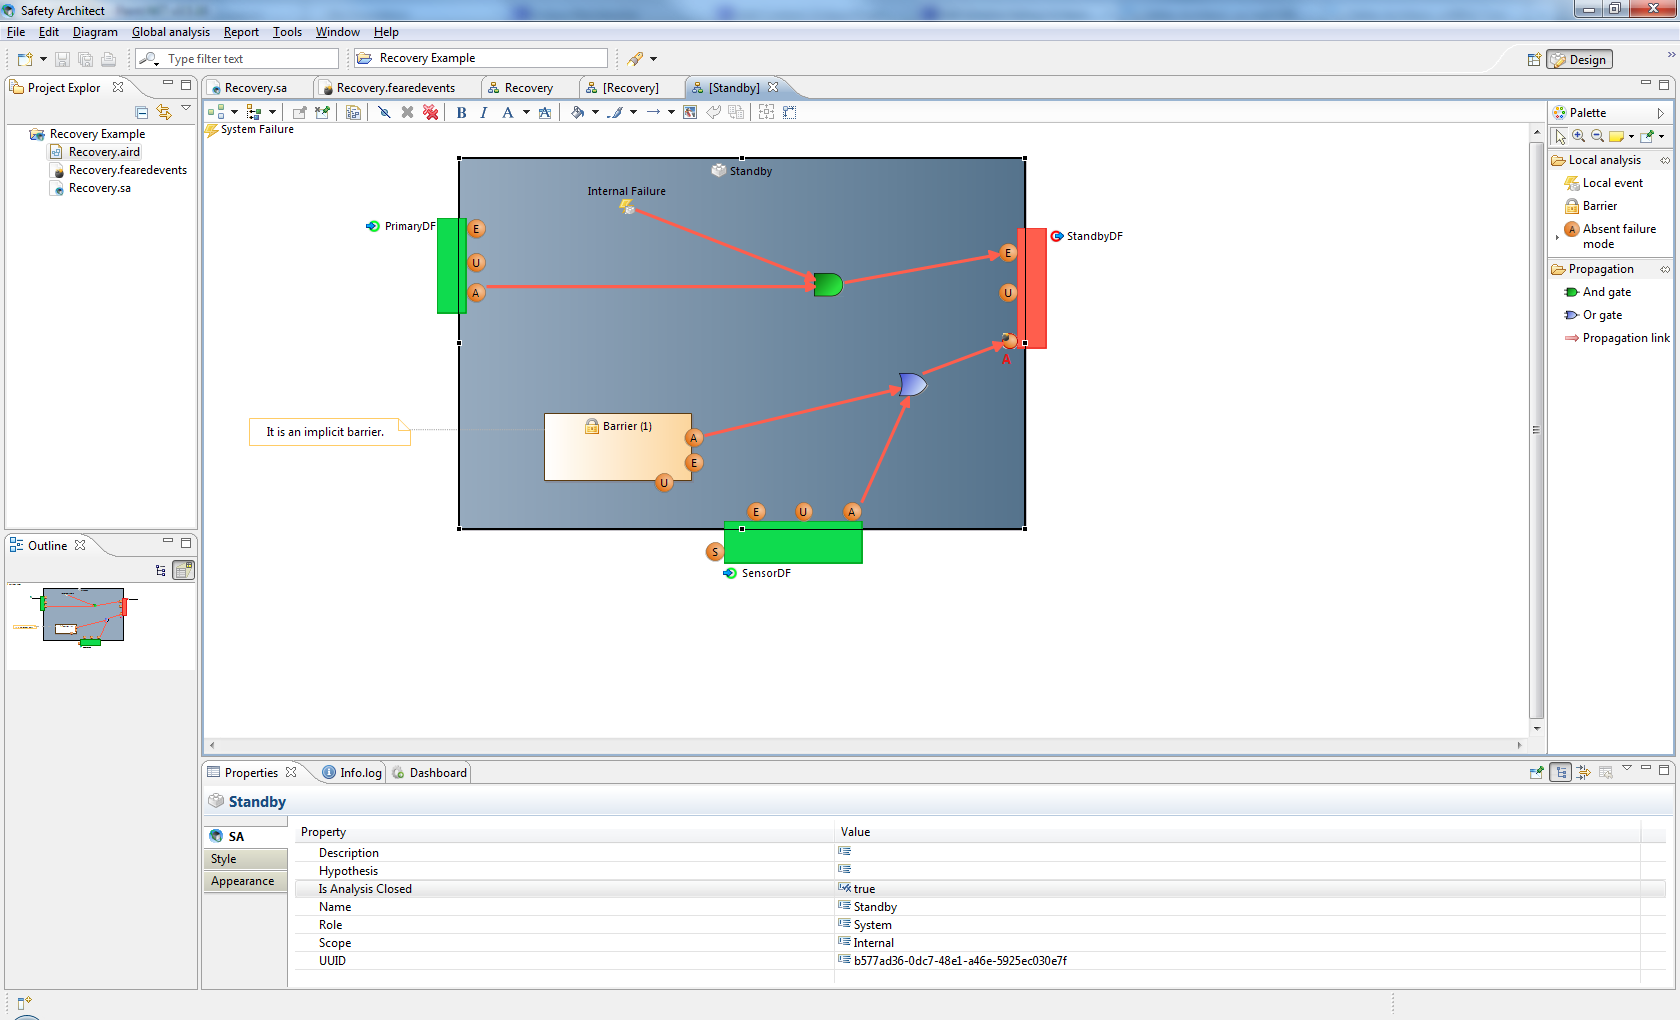 Safety Architect
File Edit Diagram Global analysis Report Tools Window Help
Type filter text
Recovery Example
Design
Project Explor
Recovery Example
Recovery.aird
Recovery.fearedevents
Recovery.sa
Outline
Recovery.sa
Recovery.fearedevents
Recovery
[Recovery]
[Standby]
B I A A
System Failure
Standby
Internal Failure
PrimaryDF
E
U
A
StandbyDF
E
U
A
It is an implicit barrier.
Barrier (1)
A
E
U
E U A
S
SensorDF
Palette
Local analysis
Local event
Barrier
A Absent failure
mode
Propagation
And gate
Or gate
Propagation link
Properties
Info.log
Dashboard
Standby
SA
Style
Appearance
Property Value
Description
Hypothesis
Is Analysis Closed true
Name Standby
Role System
Scope Internal
UUID b577ad36-0dc7-48e1-a46e-5925ec030e7f